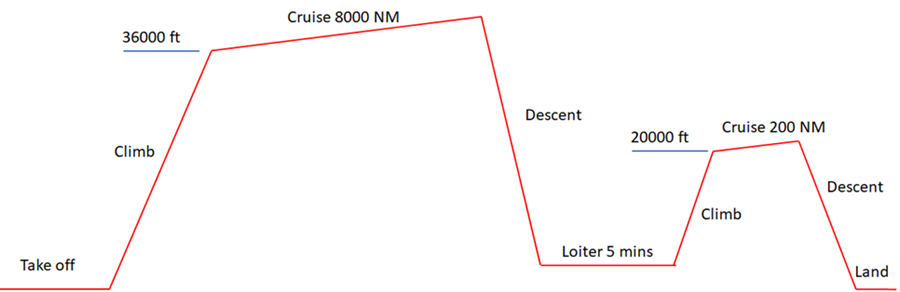 Cruise 8000 NM
36000 ft
Climb
Take off
Descent
Loiter 5 mins
20000 ft
Cruise 200 NM
Climb
Descent
Land